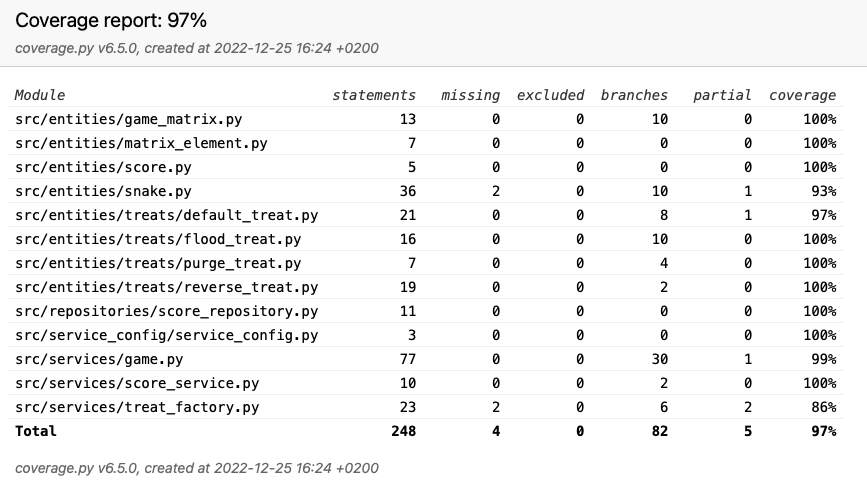 Coverage report: 97%
coverage.py v6.5.0, created at 2022-12-25 16:24 +0200
Module statements missing excluded branches partial coverage
src/entities/game_matrix.py 13 0 0 10 0 100%
src/entities/matrix_element.py 7 0 0 0 0 100%
src/entities/score.py 5 0 0 0 0 100%
src/entities/snake.py 36 2 0 10 1 93%
src/entities/treats/default_treat.py 21 0 0 8 1 97%
src/entities/treats/flood_treat.py 16 0 0 10 0 100%
src/entities/treats/purge_treat.py 7 0 0 4 0 100%
src/entities/treats/reverse_treat.py 19 0 0 2 0 100%
src/repositories/score_repository.py 11 0 0 0 0 100%
src/service_config/service_config.py 3 0 0 0 0 100%
src/services/game.py 77 0 0 30 1 99%
src/services/score_service.py 10 0 0 2 0 100%
src/services/treat_factory.py 23 2 0 6 2 86%
Total 248 4 0 82 5 97%
coverage.py v6.5.0, created at 2022-12-25 16:24 +0200